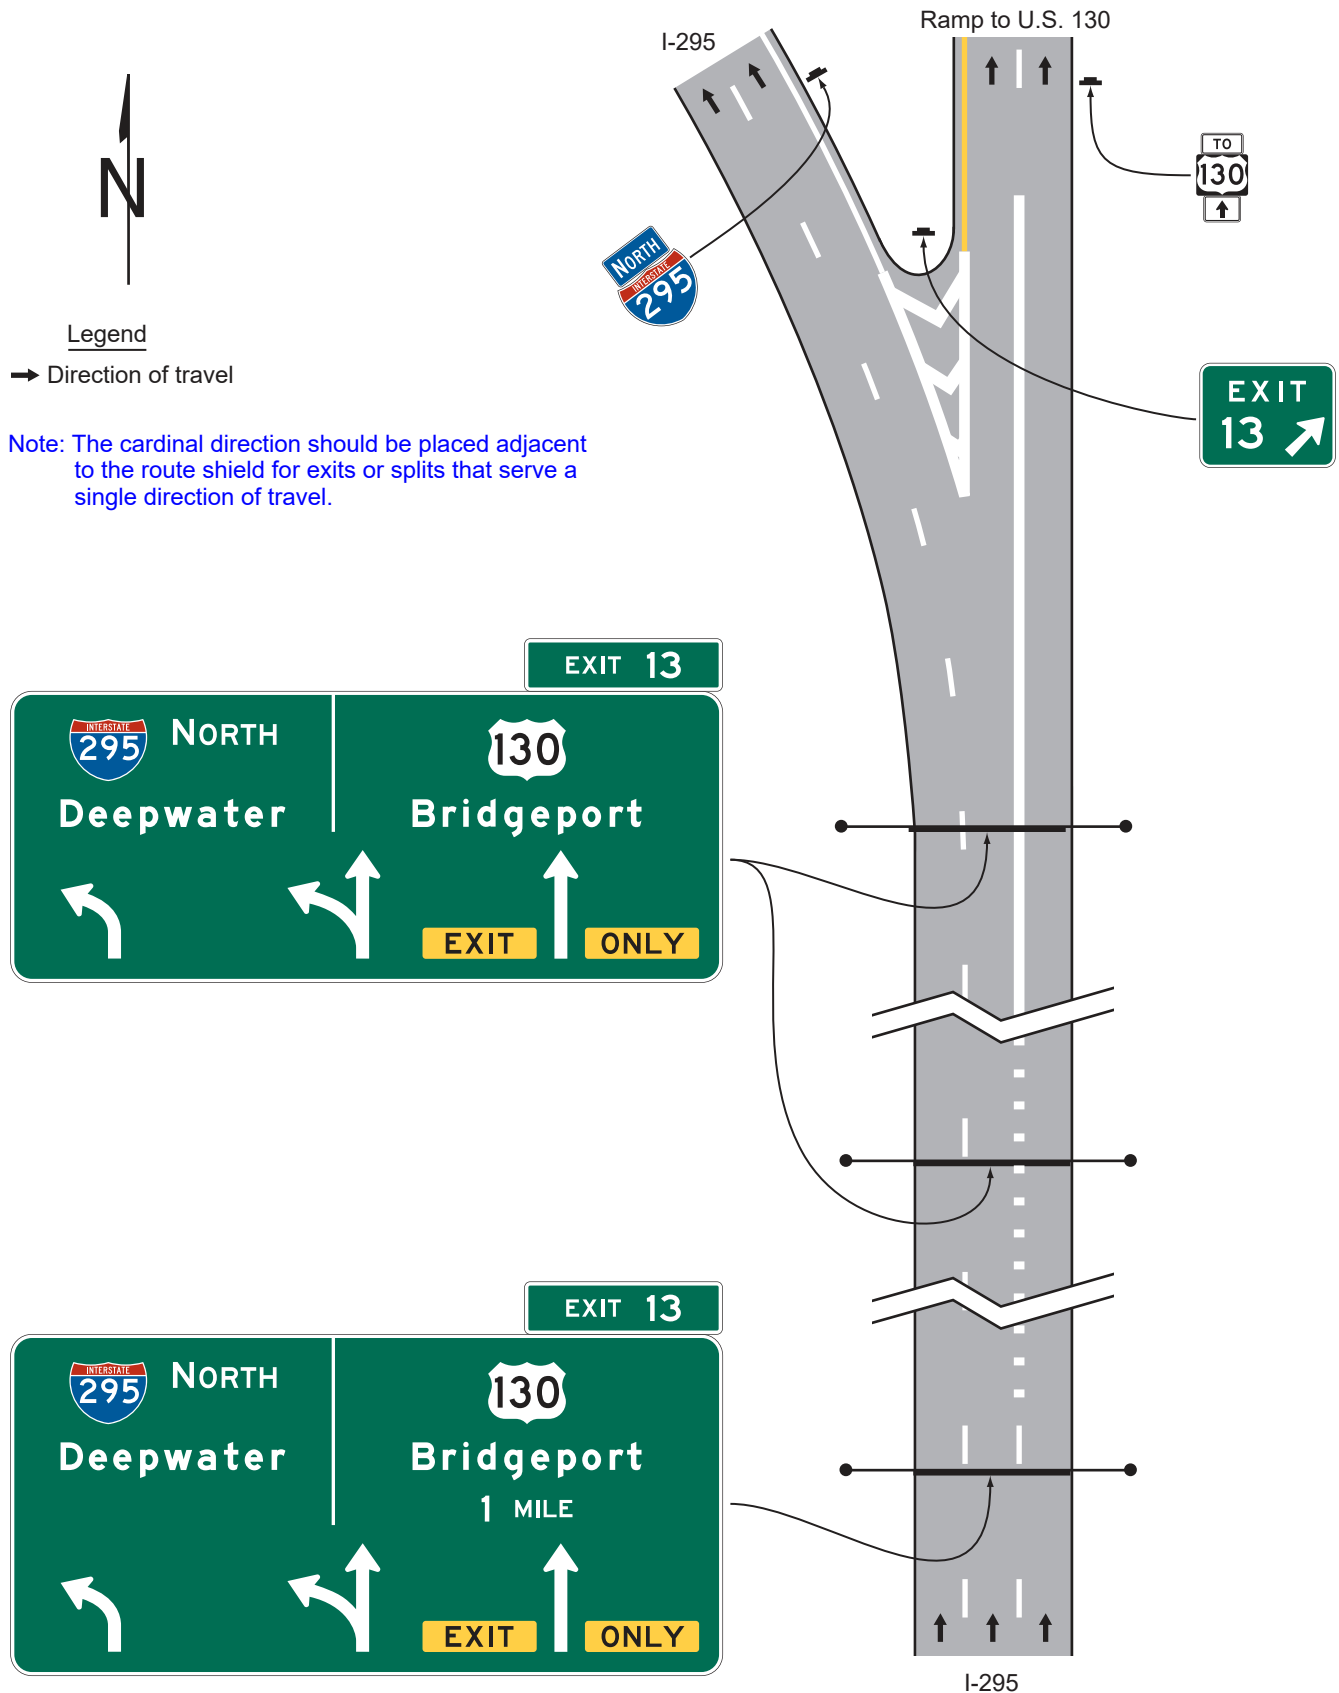 Ramp to U.S. 130
I-295
N
TO
130
NORTH
INTERSTATE
295
Legend
Direction of travel
EXIT
13
Note: The cardinal direction should be placed adjacent
to the route shield for exits or splits that serve a
single direction of travel.
EXIT 13
INTERSTATE
295 NORTH
130
Deepwater
Bridgeport
EXIT ONLY
EXIT 13
INTERSTATE
295 NORTH
130
Deepwater
Bridgeport
1 MILE
EXIT ONLY
I-295